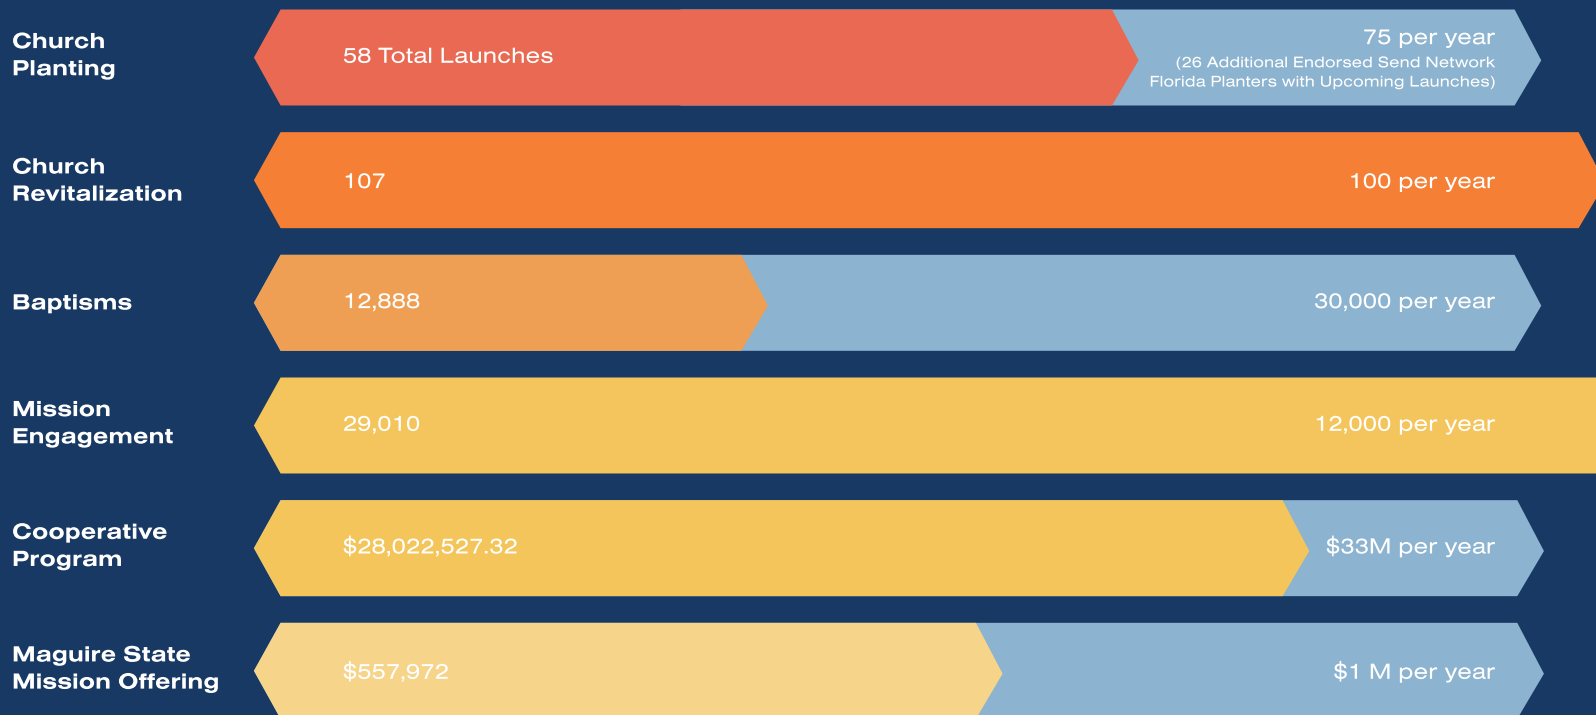 Church
Planting
58 Total Launches
75 per year
(26 Additional Endorsed Send Network
Florida Planters with Upcoming Launches)
Church
Revitalization
107
100 per year
Baptisms
12,888
30,000 per year
Mission
Engagement
29,010
12,000 per year
Cooperative
Program
$28,022,527.32
$33M per year
Maguire State
Mission Offering
$557,972
$1 M per year